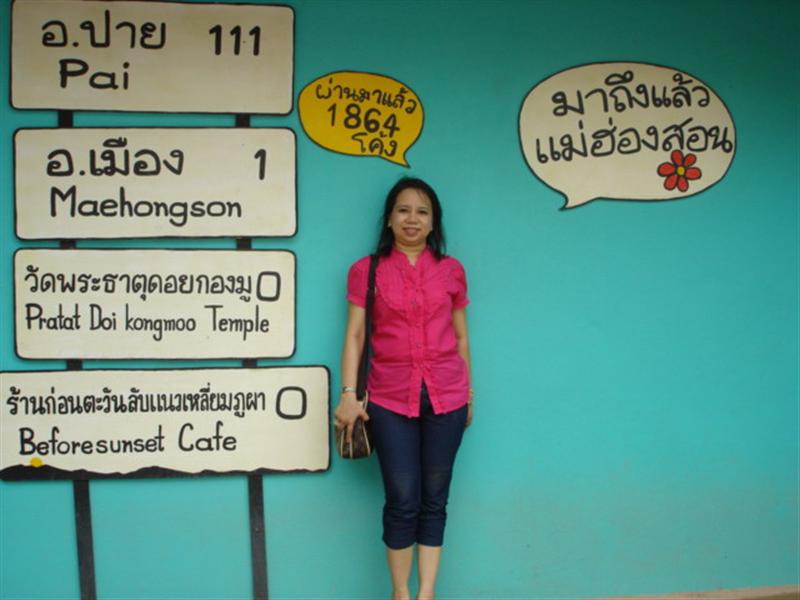 อ.ปาย 111
Pai
อ.เมือง 1
Maehongson
วัดพระธาตุดอยกองมู 0
Pratat Doi kongmoo Temple
ร้านก่อนตะวันลับแนวเหลี่ยมภูผา 0
Beforesunset Cafe
ผ่านมาแล้ว
1864
โค้ง
มาถึงแล้ว
แม่ฮ่องสอน